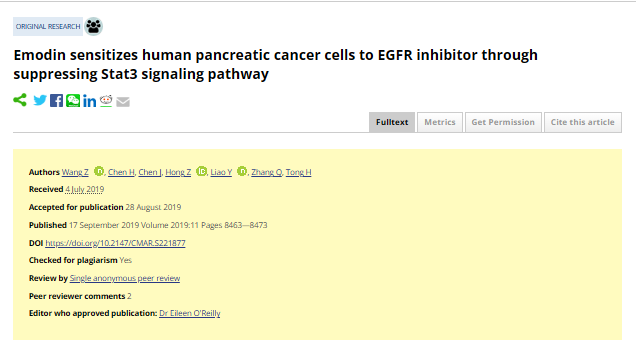 ORIGINAL RESEARCH
Emodin sensitizes human pancreatic cancer cells to EGFR inhibitor through
suppressing Stat3 signaling pathway
Fulltext Metrics Get Permission Cite this article
Authors Wang Z iD, Chen H, Chen J, Hong Z iD, Liao Y iD, Zhang Q, Tong H
Received 4 July 2019
Accepted for publication 28 August 2019
Published 17 September 2019 Volume 2019:11 Pages 8463—8473
DOI https://doi.org/10.2147/CMAR.S221877
Checked for plagiarism Yes
Review by Single anonymous peer review
Peer reviewer comments 2
Editor who approved publication: Dr Eileen O'Reilly